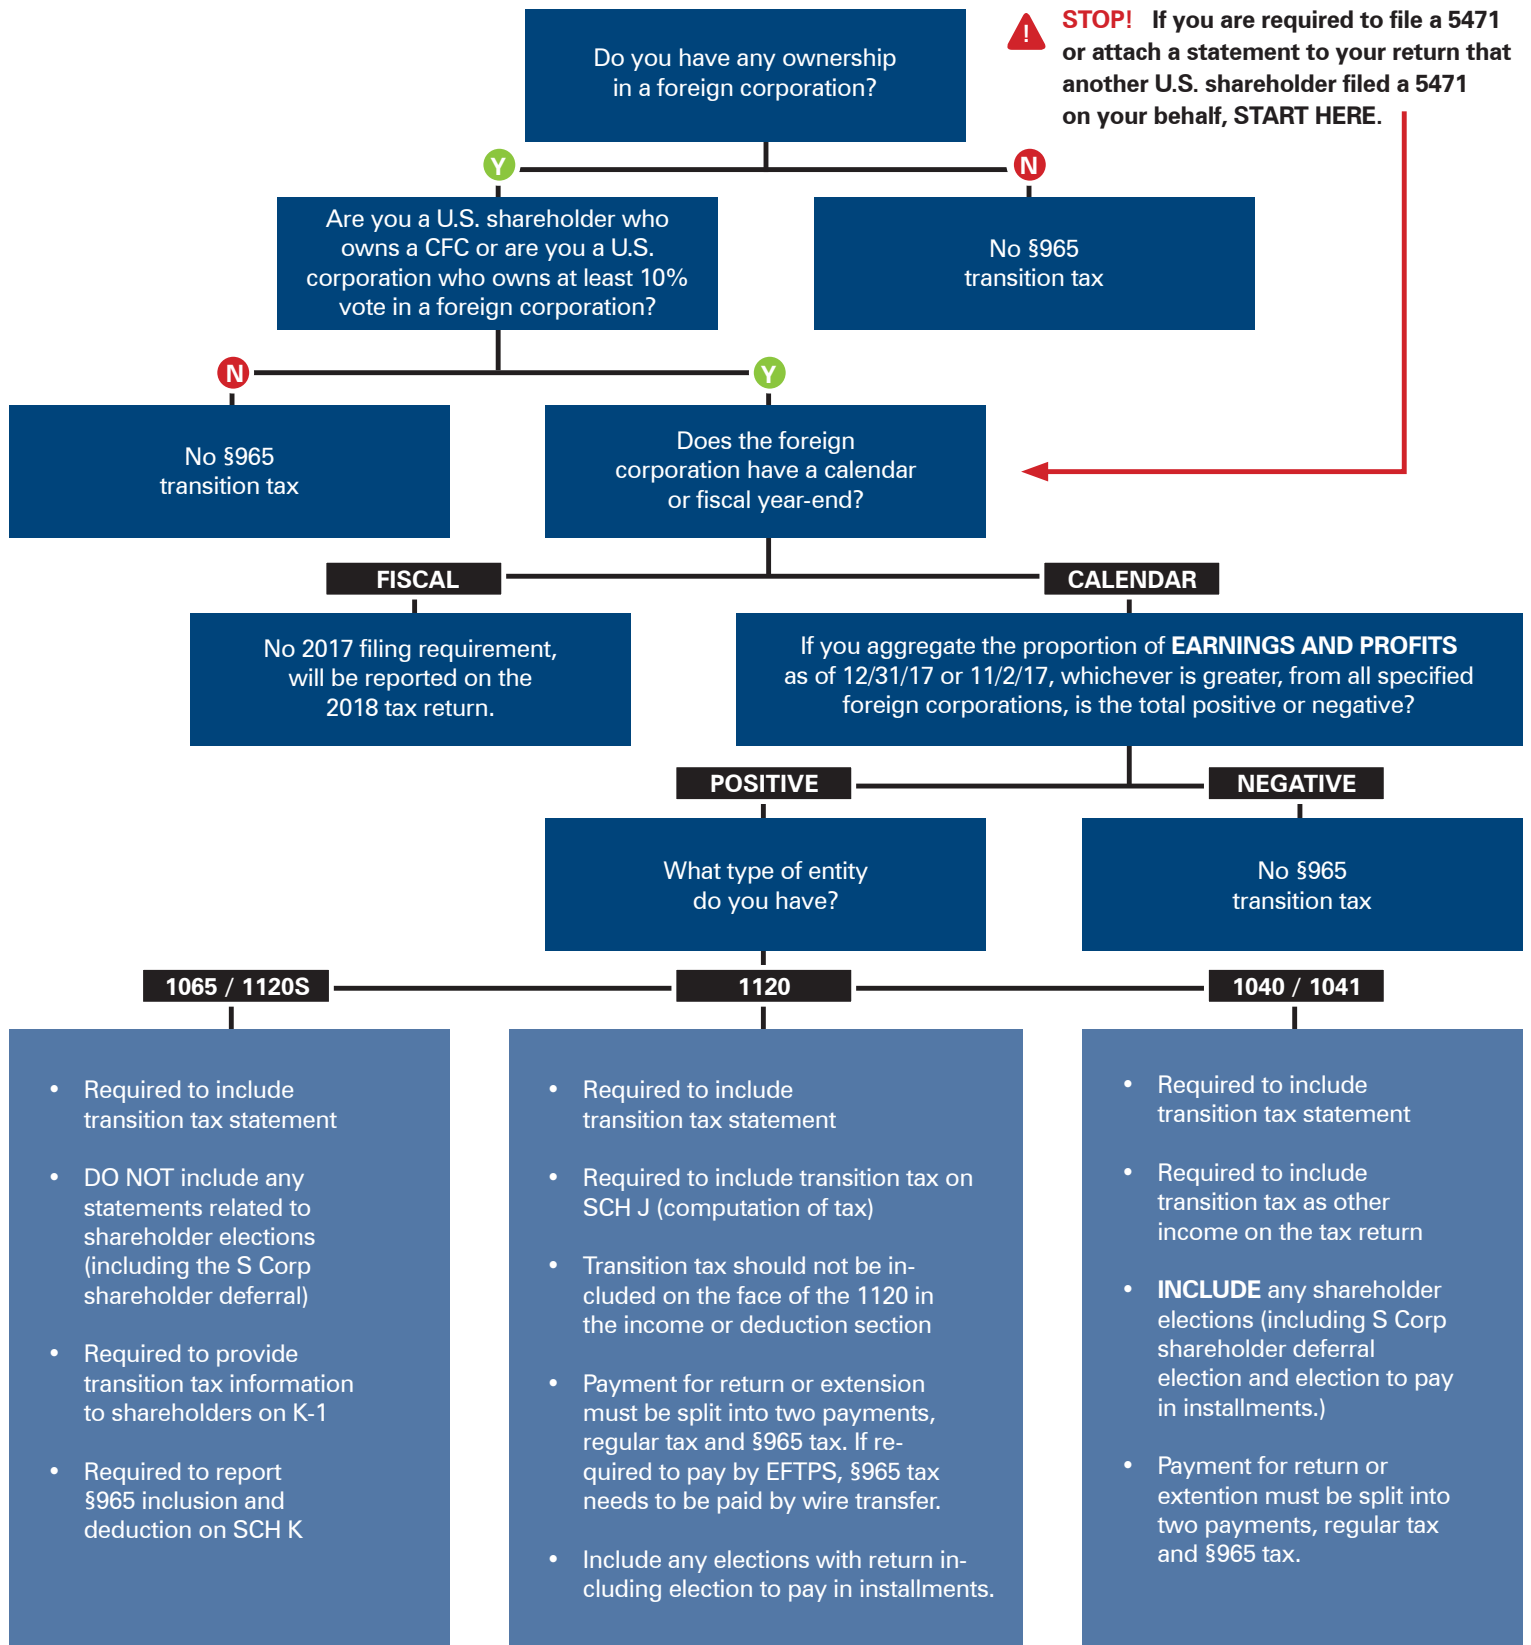 Do you have any ownership
in a foreign corporation?
!
STOP! If you are required to file a 5471
or attach a statement to your return that
another U.S. shareholder filed a 5471
on your behalf, START HERE.
Y
N
Are you a U.S. shareholder who
owns a CFC or are you a U.S.
corporation who owns at least 10%
vote in a foreign corporation?
No §965
transition tax
N
Y
No §965
transition tax
Does the foreign
corporation have a calendar
or fiscal year-end?
FISCAL
CALENDAR
No 2017 filing requirement,
will be reported on the
2018 tax return.
If you aggregate the proportion of EARNINGS AND PROFITS
as of 12/31/17 or 11/2/17, whichever is greater, from all specified
foreign corporations, is the total positive or negative?
POSITIVE
NEGATIVE
What type of entity
do you have?
No §965
transition tax
1065 / 1120S
1120
1040 / 1041
• Required to include
transition tax statement
• DO NOT include any
statements related to
shareholder elections
(including the S Corp
shareholder deferral)
• Required to provide
transition tax information
to shareholders on K-1
• Required to report
§965 inclusion and
deduction on SCH K
• Required to include
transition tax statement
• Required to include transition tax on
SCH J (computation of tax)
• Transition tax should not be in-
cluded on the face of the 1120 in
the income or deduction section
• Payment for return or extension
must be split into two payments,
regular tax and §965 tax. If re-
quired to pay by EFTPS, §965 tax
needs to be paid by wire transfer.
• Include any elections with return in-
cluding election to pay in installments.
• Required to include
transition tax statement
• Required to include
transition tax as other
income on the tax return
• INCLUDE any shareholder
elections (including S Corp
shareholder deferral
election and election to pay
in installments.)
• Payment for return or
extention must be split into
two payments, regular tax
and §965 tax.